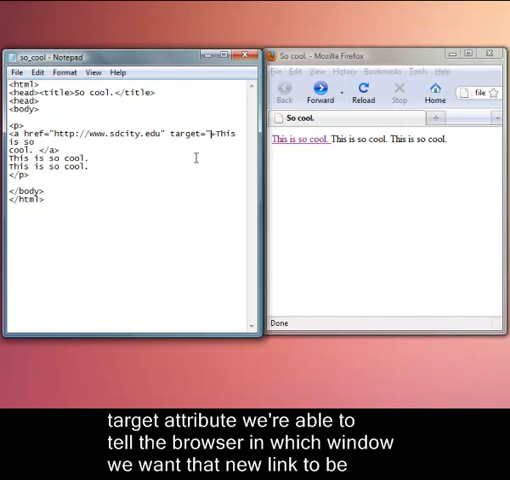 so_cool - Notepad
File Edit Format View Help
<html>
<head><title>So cool.</title>
<head>
<body>
<p>
<a href="http://www.sdcity.edu" target="">This
is so
cool. </a>
This is so cool.
This is so cool.
</p>
</body>
</html>
So cool. - Mozilla Firefox
File Edit View History Bookmarks
Back Forward Reload Stop Home
So cool.
file
This is so cool. This is so cool. This is so cool.
Done
target attribute we're able to
tell the browser in which window
we want that new link to be